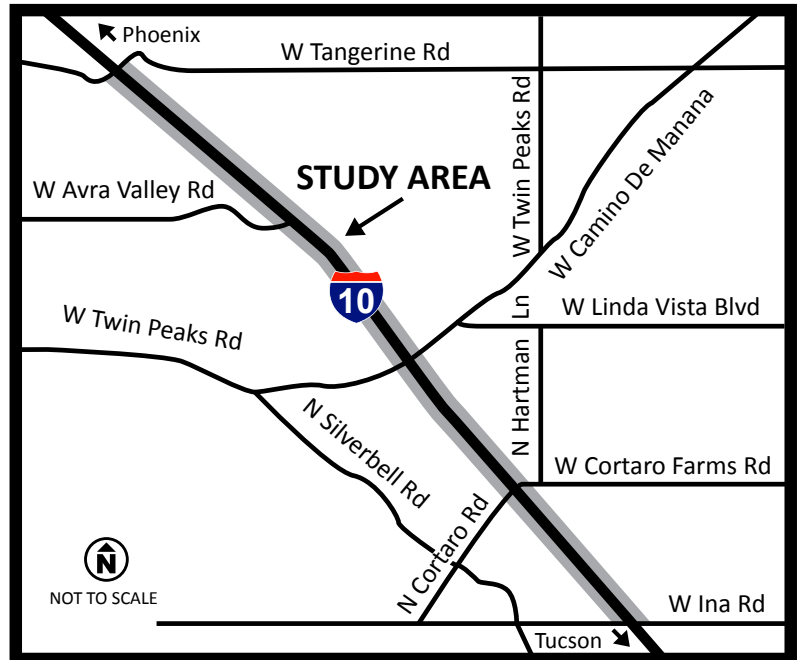 Phoenix
W Tangerine Rd
W Twin Peaks Rd
W Camino De Manana
STUDY AREA
W Avra Valley Rd
10
W Linda Vista Blvd
W Twin Peaks Rd
N Hartman Ln
N Silverbell Rd
W Cortaro Farms Rd
N Cortaro Rd
N
NOT TO SCALE
W Ina Rd
Tucson